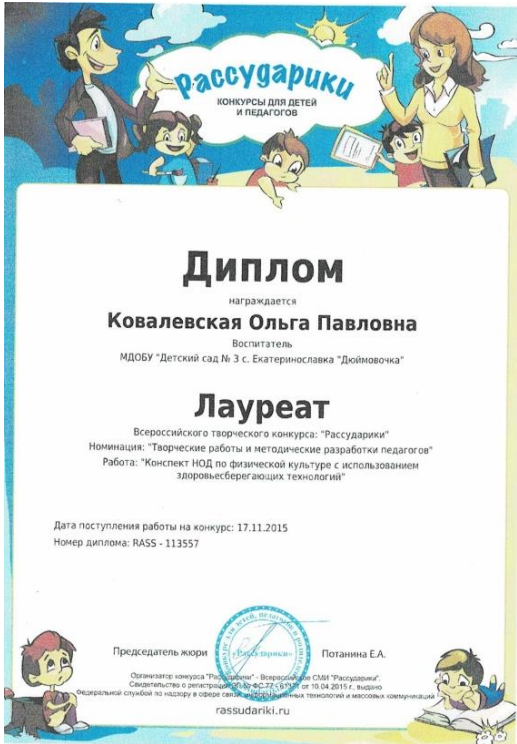 Рассударики
КОНКУРСЫ ДЛЯ ДЕТЕЙ
И ПЕДАГОГОВ
Диплом
награждается
Ковалевская Ольга Павловна
Воспитатель
МДОБУ "Детский сад № 3 с. Екатеринославка "Дюймовочка"
Лауреат
Всероссийского творческого конкурса: "Рассударики"
Номинация: "Творческие работы и методические разработки педагогов"
Работа: "Конспект НОД по физической культуре с использованием
здоровьесберегающих технологий"
Дата поступления работы на конкурс: 17.11.2015
Номер диплома: RASS - 113557
Председатель жюри
«Рассударики»
Потанина Е.А.
Организатор конкурса "Рассударики" - Всероссийское СМИ "Рассударики".
Свидетельство о регистрации от 10.04.2015 г., выдано
Федеральной службой по надзору в сфере связи, информационных технологий и массовых коммуникаций
rassudariki.ru